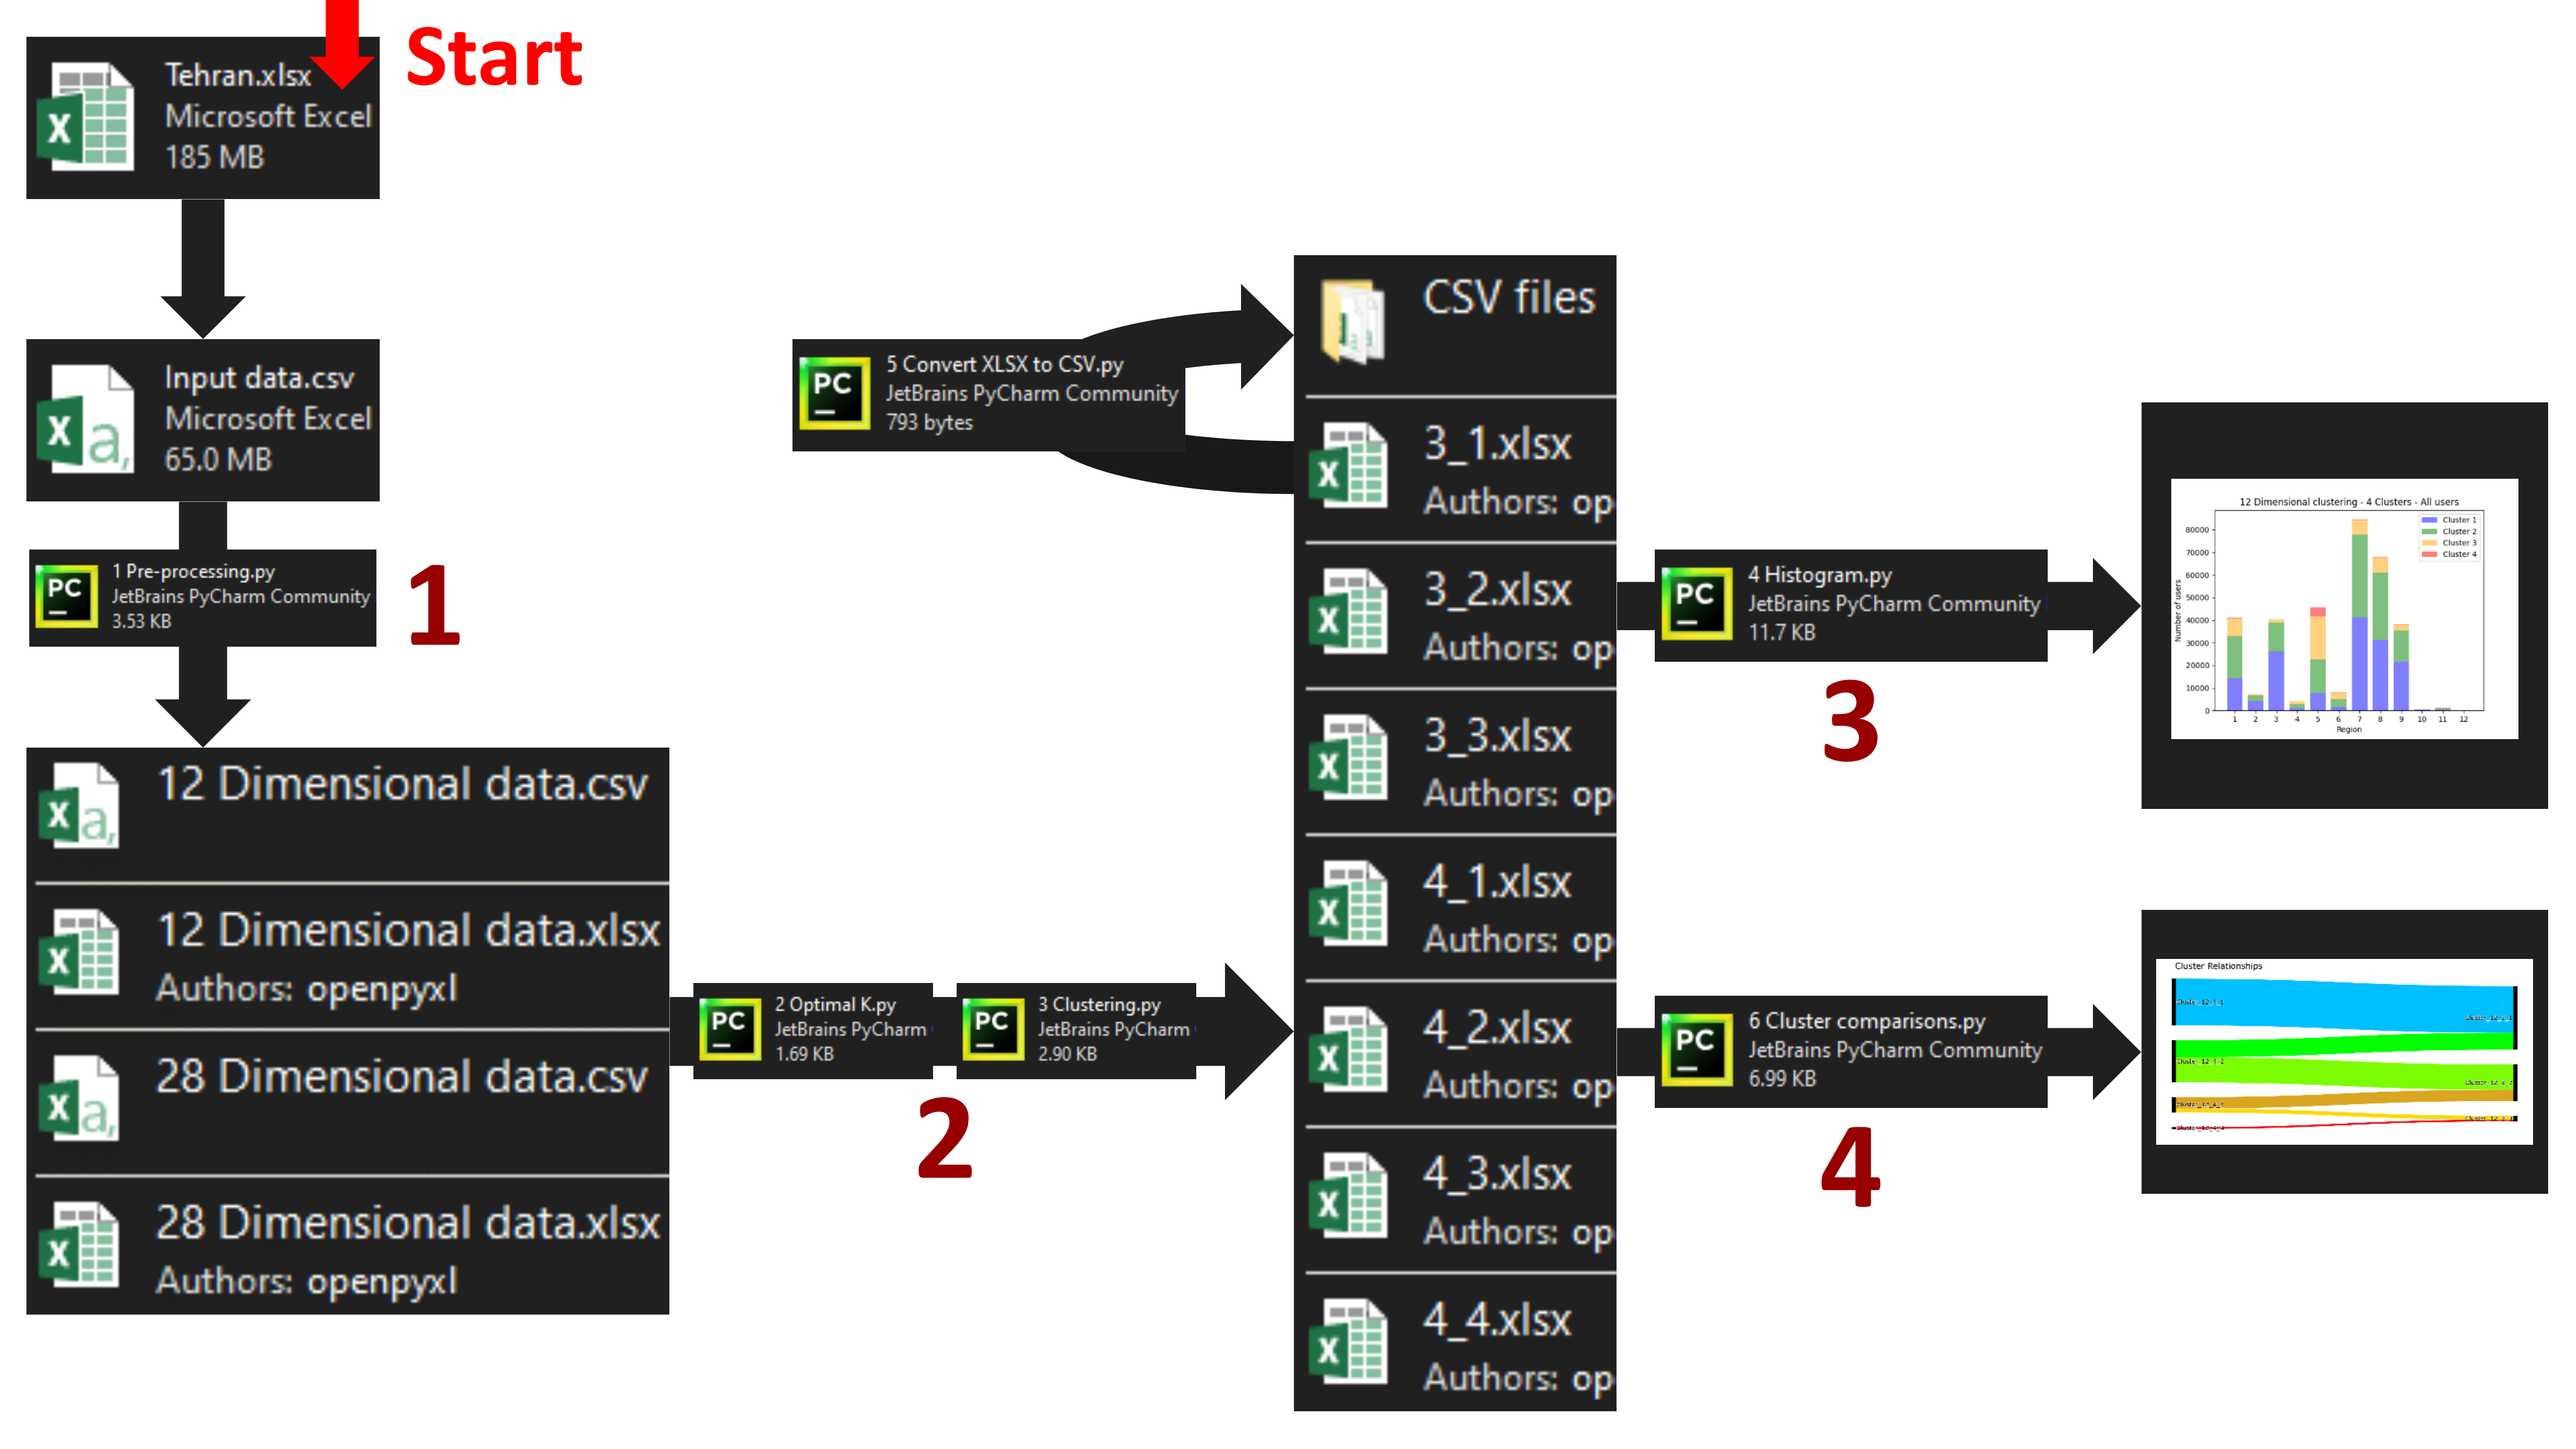 Start
Tehran.xlsx
Microsoft Excel
185 MB
Input data.csv
Microsoft Excel
65.0 MB
1 Pre-processing.py
JetBrains PyCharm Community
3.53 KB
1
12 Dimensional data.csv
12 Dimensional data.xlsx
Authors: openpyxl
28 Dimensional data.csv
28 Dimensional data.xlsx
Authors: openpyxl
2 Optimal K.py
JetBrains PyCharm
1.69 KB
3 Clustering.py
JetBrains PyCharm
2.90 KB
2
5 Convert XLSX to CSV.py
JetBrains PyCharm Community
793 bytes
CSV files
3_1.xlsx
Authors: op
3_2.xlsx
Authors: op
3_3.xlsx
Authors: op
4_1.xlsx
Authors: op
4_2.xlsx
Authors: op
4_3.xlsx
Authors: op
4_4.xlsx
Authors: op
4 Histogram.py
JetBrains PyCharm Community
11.7 KB
3
12 Dimensional clustering - 4 Clusters - All users
Cluster 1
Cluster 2
Cluster 3
Cluster 4
Number of users
80000
70000
60000
50000
40000
30000
20000
10000
0
1 2 3 4 5 6 7 8 9 10 11 12
Region
6 Cluster comparisons.py
JetBrains PyCharm Community
6.99 KB
4
Cluster Relationships
Cluster_12_4_1
Cluster_12_3_1
Cluster_12_4_2